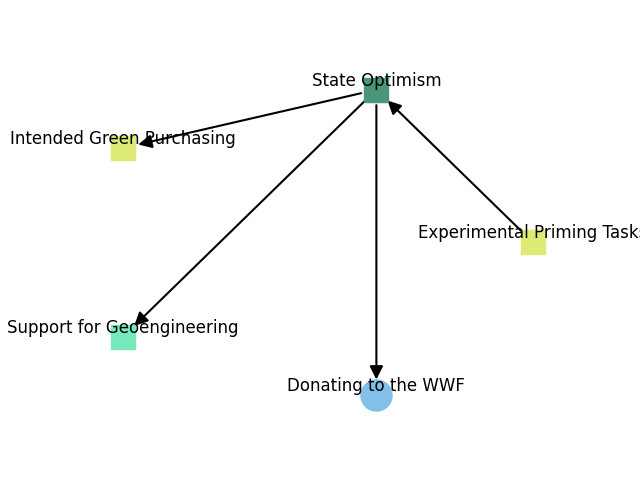 State Optimism
Intended Green Purchasing
Experimental Priming Tasks
Support for Geoengineering
Donating to the WWF